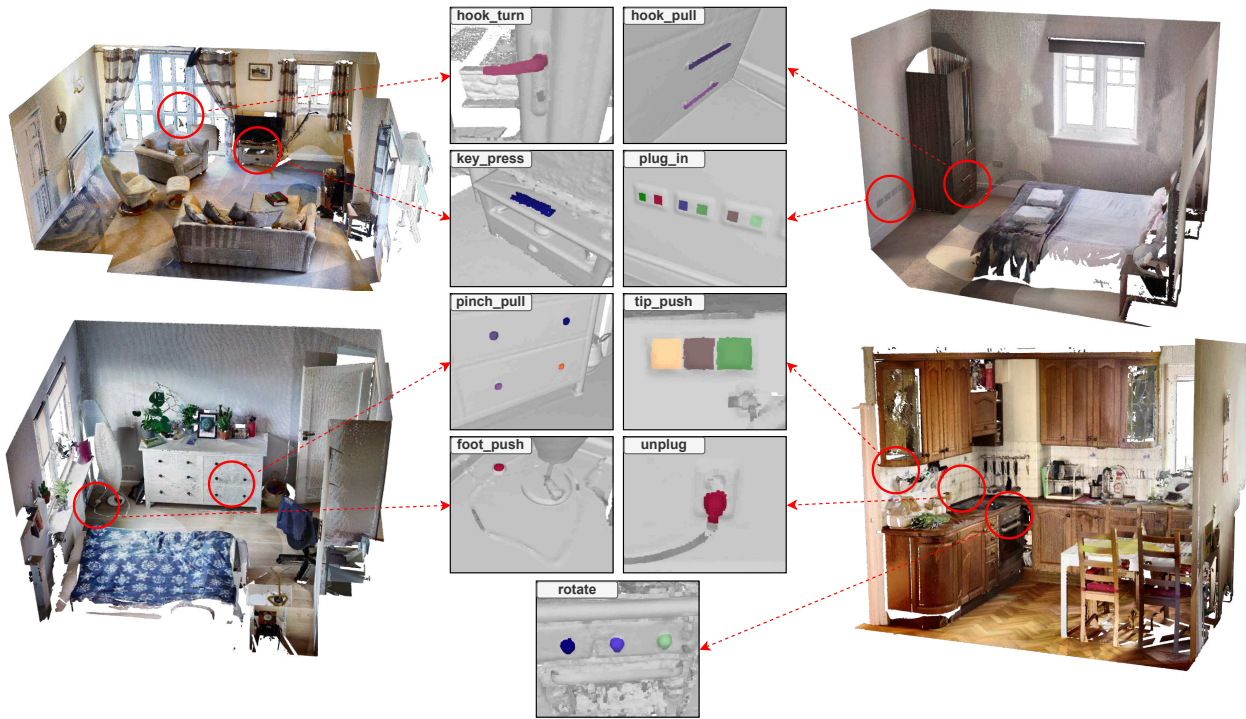 hook_turn
hook_pull
key_press
plug_in
pinch_pull
tip_push
foot_push
unplug
rotate